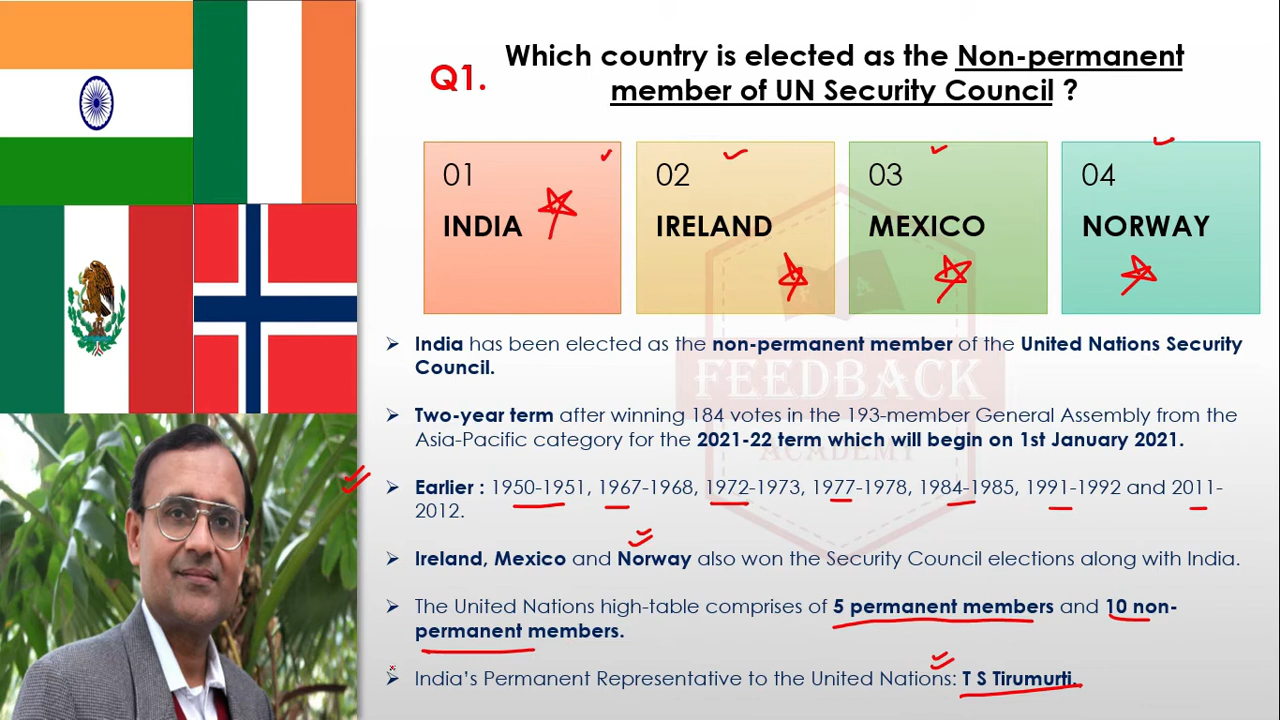 Q1.
Which country is elected as the Non-permanent
member of UN Security Council ?
01
INDIA
02
IRELAND
03
MEXICO
04
NORWAY
India has been elected as the non-permanent member of the United Nations Security
Council.
Two-year term after winning 184 votes in the 193-member General Assembly from the
Asia-Pacific category for the 2021-22 term which will begin on 1st January 2021.
Earlier : 1950-1951, 1967-1968, 1972-1973, 1977-1978, 1984-1985, 1991-1992 and 2011-
2012.
Ireland, Mexico and Norway also won the Security Council elections along with India.
The United Nations high-table comprises of 5 permanent members and 10 non-
permanent members.
India's Permanent Representative to the United Nations: T S Tirumurti.
FEEDBACK
ACADEMY